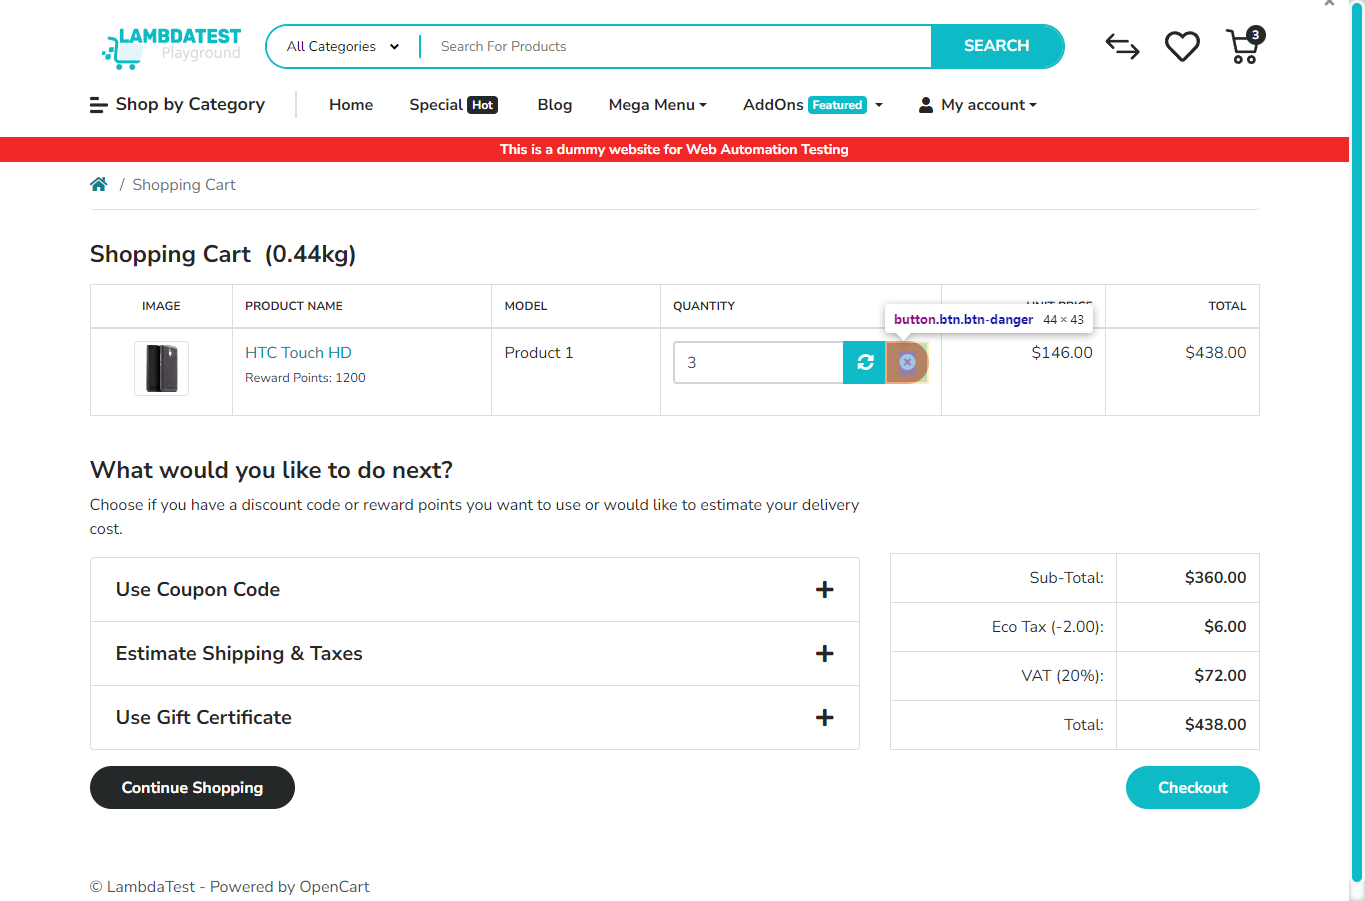 LAMBDATEST
Playground
All Categories
Search For Products
SEARCH
3
Shop by Category
Home
Special Hot
Blog
Mega Menu
AddOns Featured
My account
This is a dummy website for Web Automation Testing
/ Shopping Cart
Shopping Cart (0.44kg)
IMAGE
PRODUCT NAME
MODEL
QUANTITY
UNIT PRICE
TOTAL
button.btn.btn-danger 44 × 43
HTC Touch HD
Reward Points: 1200
Product 1
3
$146.00
$438.00
What would you like to do next?
Choose if you have a discount code or reward points you want to use or would like to estimate your delivery
cost.
Use Coupon Code
Estimate Shipping & Taxes
Use Gift Certificate
Sub-Total: $360.00
Eco Tax (-2.00): $6.00
VAT (20%): $72.00
Total: $438.00
Continue Shopping
Checkout
© LambdaTest - Powered by OpenCart